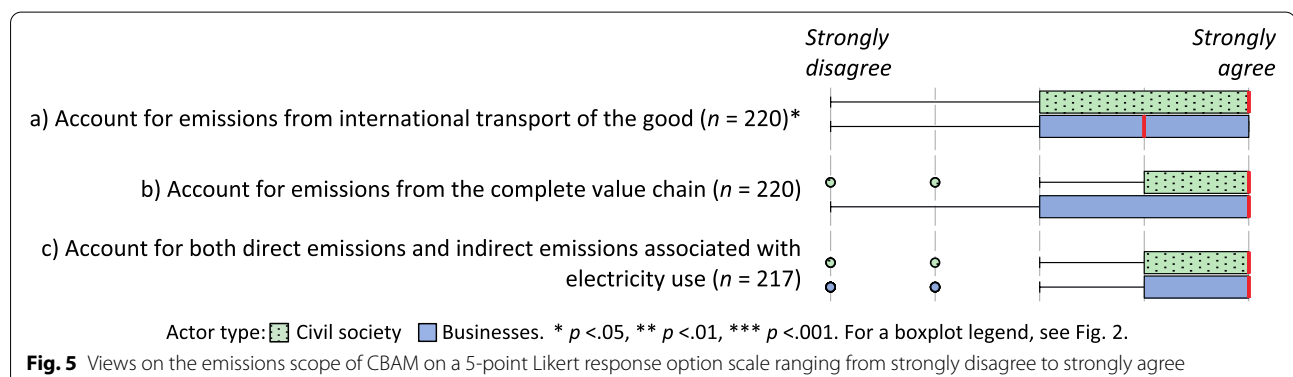 Strongly disagree
Strongly agree
a) Account for emissions from international transport of the good (n = 220)*
b) Account for emissions from the complete value chain (n = 220)
c) Account for both direct emissions and indirect emissions associated with
electricity use (n = 217)
Actor type: Civil society Businesses. * p <.05, ** p <.01, *** p <.001. For a boxplot legend, see Fig. 2.
Fig. 5 Views on the emissions scope of CBAM on a 5-point Likert response option scale ranging from strongly disagree to strongly agree